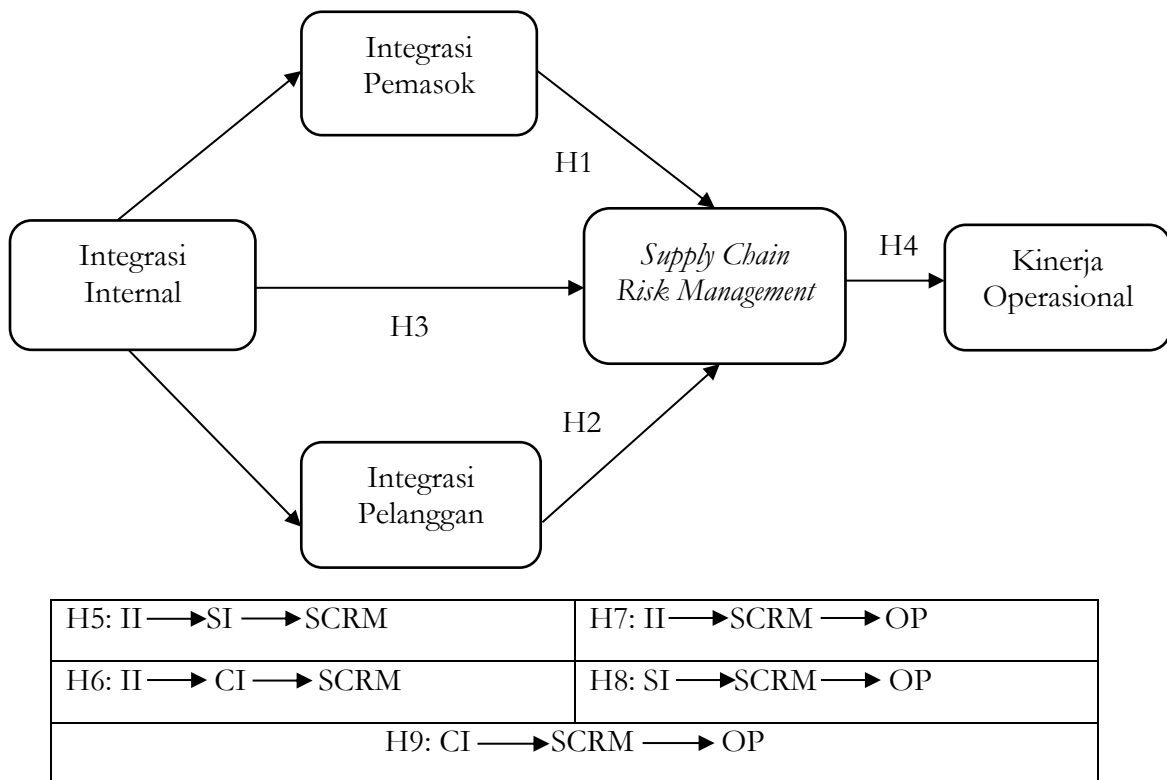 Integrasi
Pemasok
H1
Integrasi
Internal
H3
Supply Chain
Risk Management
H4
Kinerja
Operasional
H2
Integrasi
Pelanggan
H5: II → SI → SCRM
H7: II → SCRM → OP
H6: II → CI → SCRM
H8: SI → SCRM → OP
H9: CI → SCRM → OP